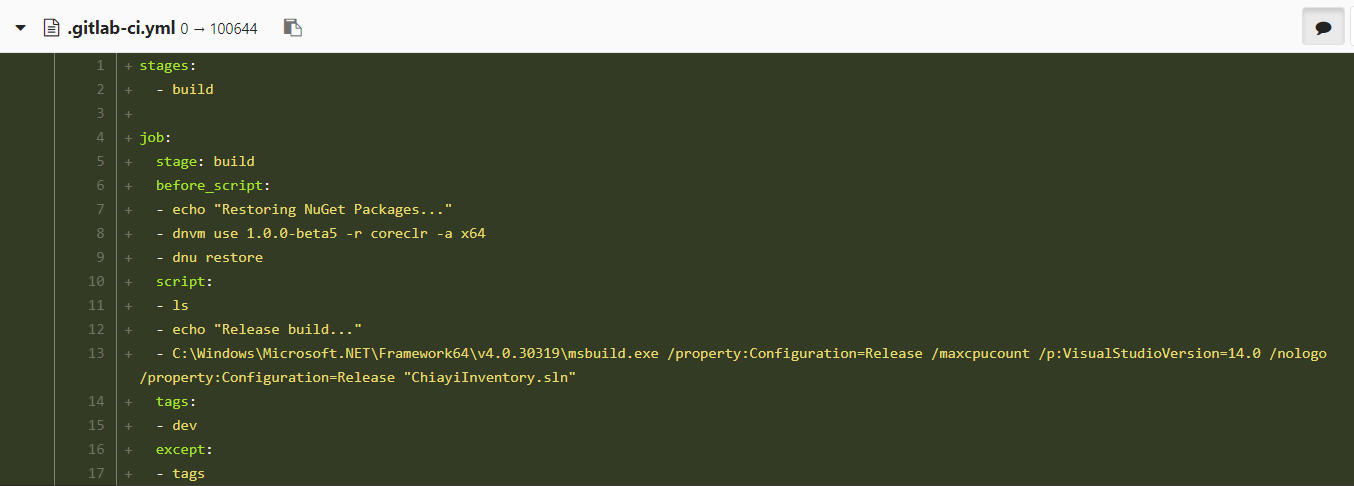 .gitlab-ci.yml 0 → 100644
1 + stages:
2 +   - build
3 +
4 + job:
5 +   stage: build
6 +   before_script:
7 +   - echo "Restoring NuGet Packages..."
8 +   - dnvm use 1.0.0-beta5 -r coreclr -a x64
9 +   - dnu restore
10 +   script:
11 +   - ls
12 +   - echo "Release build..."
13 +   - C:\Windows\Microsoft.NET\Framework64\v4.0.30319\msbuild.exe /property:Configuration=Release /maxcpucount /p:VisualStudioVersion=14.0 /nologo
/property:Configuration=Release "ChiayiInventory.sln"
14 +   tags:
15 +   - dev
16 +   except:
17 +   - tags